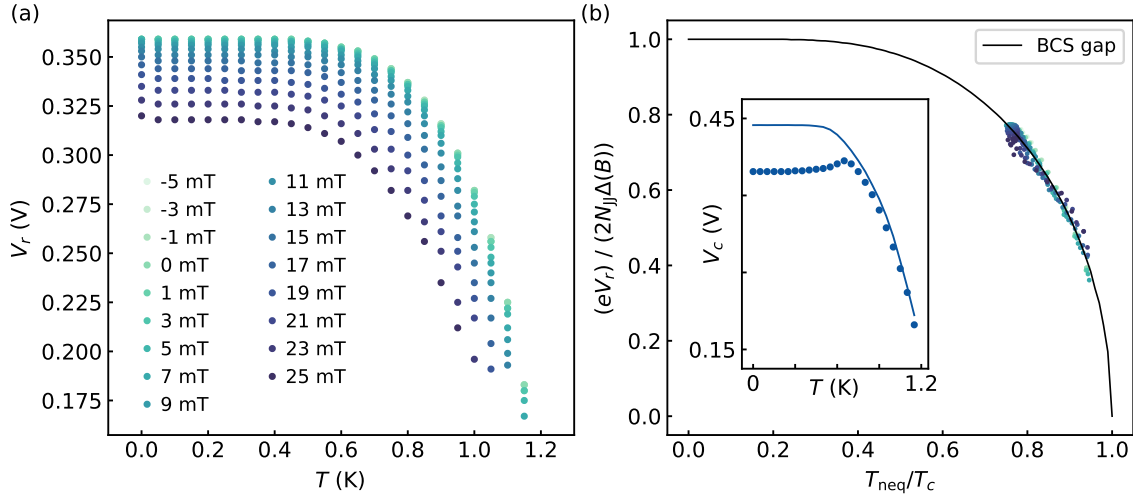 (a)
V_r (V)
0.350
0.325
0.300
0.275
0.250
0.225
0.200
0.175
-5 mT
-3 mT
-1 mT
0 mT
1 mT
3 mT
5 mT
7 mT
9 mT
11 mT
13 mT
15 mT
17 mT
19 mT
21 mT
23 mT
25 mT
0.0 0.2 0.4 0.6 0.8 1.0 1.2
T (K)
(b)
(eV_r) / (2N_JJΔ(B))
1.0
0.8
0.6
0.4
0.2
0.0
BCS gap
V_c (V)
0.45
0.15
0 1.2
T (K)
0.0 0.2 0.4 0.6 0.8 1.0
T_neq/T_c